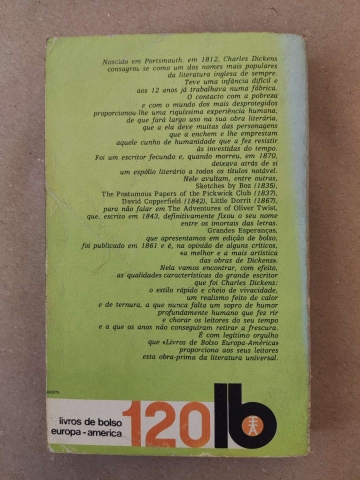 Nascido em Portsmouth, em 1812, Charles Dickens
consagrou-se como um dos nomes mais populares
da literatura inglesa de sempre.
Teve uma infância difícil e
aos 12 anos já trabalhava numa fábrica.
O contacto com a pobreza
e com o mundo dos mais desprotegidos
proporcionou-lhe uma riquíssima experiência humana,
de que fará largo uso na sua obra literária,
que a ela deve muitas das personagens
que a enchem e lhe emprestam
aquele cunho de humanidade que a fez resistir
às investidas do tempo.
Foi um escritor fecundo e, quando morreu, em 1870,
deixava atrás de si
um espólio literário a todos os títulos notável.
Nele avultam, entre outras,
Sketches by Boz (1835),
The Postumous Papers of the Pickwick Club (1837),
David Copperfield (1842), Little Dorrit (1867),
para não falar em The Adventures of Oliver Twist,
que, escrito em 1843, definitivamente fixou o seu nome
entre os imortais das letras.
Grandes Esperanças,
que apresentamos em edição de bolso,
foi publicado em 1861 e é, na opinião de alguns críticos,
«a melhor e a mais artística
das obras de Dickens».
Nela vamos encontrar, com efeito,
as qualidades características do grande escritor
que foi Charles Dickens:
o estilo rápido e cheio de vivacidade,
um realismo feito de calor
e de ternura, a que nunca falta um sopro de humor
profundamente humano que fez rir
e chorar os leitores do seu tempo
e a que os anos não conseguiram retirar a frescura.
É com legítimo orgulho
que «Livros de Bolso Europa-América»
proporciona aos seus leitores
esta obra-prima da literatura universal.
livros de bolso
europa-américa
120 lb